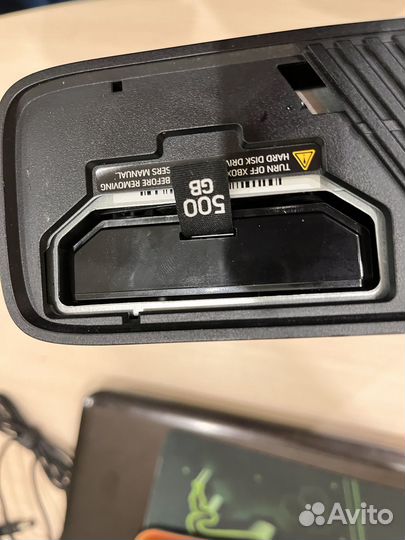 TURN OFF XBOX
BEFORE REMOVING
HARD DISK DRIV
SERS MANUAL.
500
GB
Avito